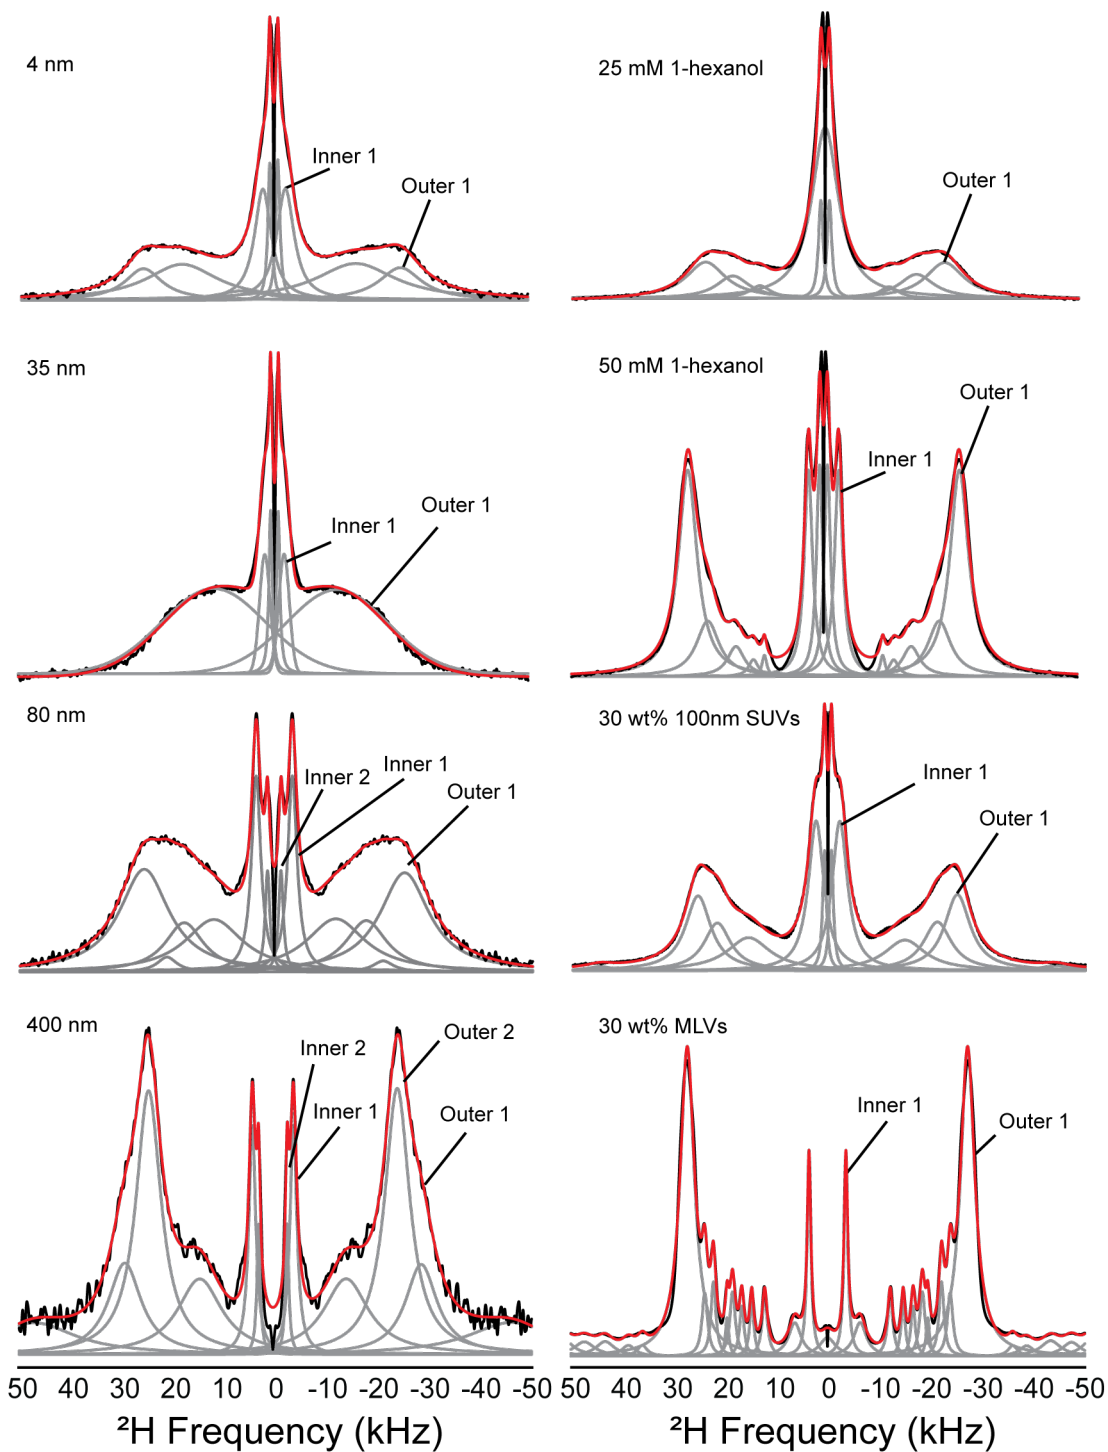 4 nm
Inner 1
Outer 1
25 mM 1-hexanol
Outer 1
35 nm
Inner 1
Outer 1
50 mM 1-hexanol
Inner 1
Outer 1
80 nm
Inner 2
Inner 1
Outer 1
30 wt% 100nm SUVs
Inner 1
Outer 1
400 nm
Inner 2
Inner 1
Outer 2
Outer 1
30 wt% MLVs
Inner 1
Outer 1
50 40 30 20 10 0 -10 -20 -30 -40 -50
²H Frequency (kHz)
50 40 30 20 10 0 -10 -20 -30 -40 -50
²H Frequency (kHz)